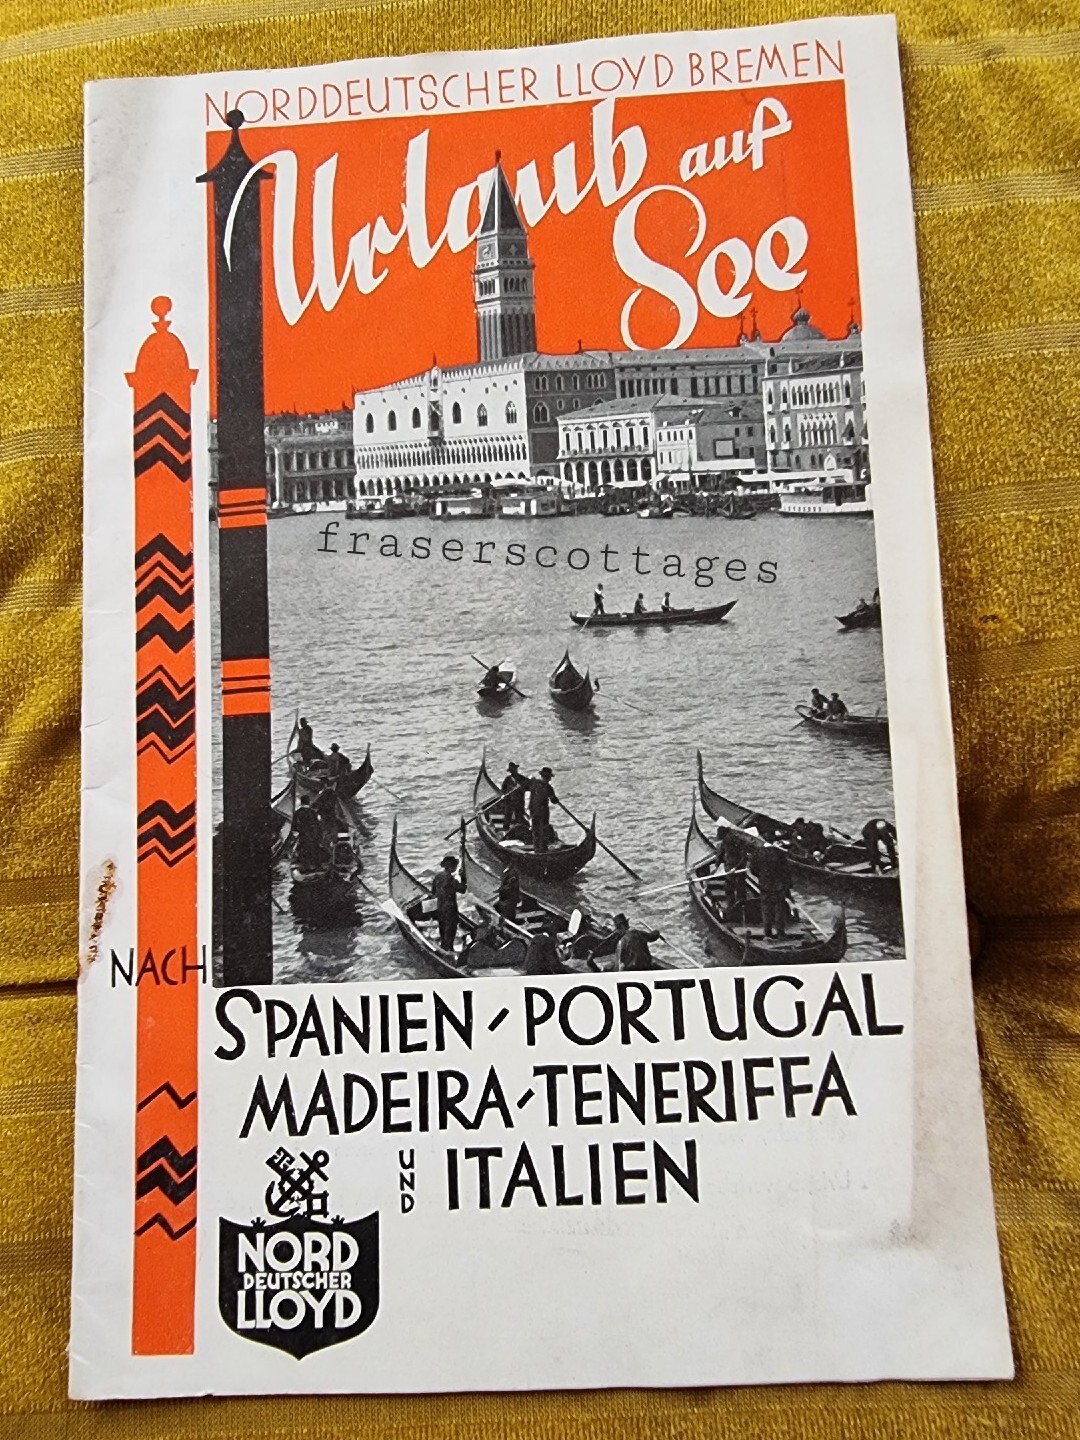 NORDDEUTSCHER LLOYD BREMEN
Urlaub auf
See
fraserscottages
NACH
SPANIEN-PORTUGAL
MADEIRA-TENERIFFA
UND ITALIEN
NORD
DEUTSCHER
LLOYD